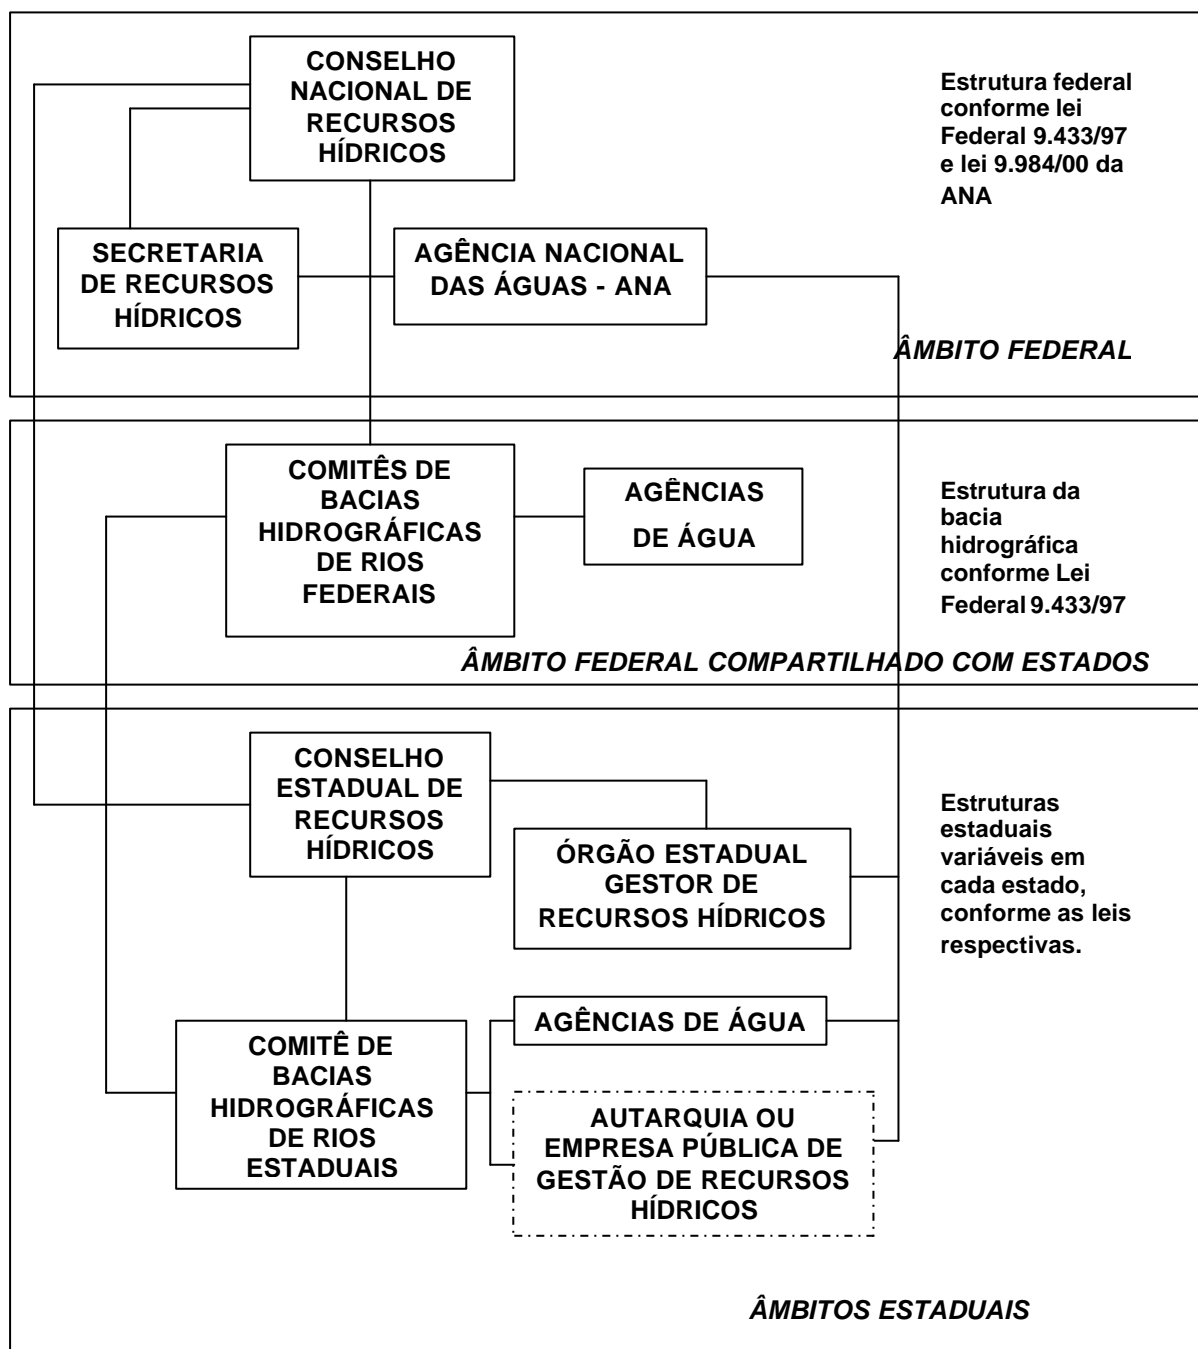 CONSELHO
NACIONAL DE
RECURSOS
HÍDRICOS
Estrutura federal
conforme lei
Federal 9.433/97
e lei 9.984/00 da
ANA
SECRETARIA
DE RECURSOS
HÍDRICOS
AGÊNCIA NACIONAL
DAS ÁGUAS - ANA
ÂMBITO FEDERAL
COMITÊS DE
BACIAS
HIDROGRÁFICAS
DE RIOS
FEDERAIS
AGÊNCIAS
DE ÁGUA
Estrutura da
bacia
hidrográfica
conforme Lei
Federal 9.433/97
ÂMBITO FEDERAL COMPARTILHADO COM ESTADOS
CONSELHO
ESTADUAL DE
RECURSOS
HÍDRICOS
ÓRGÃO ESTADUAL
GESTOR DE
RECURSOS HÍDRICOS
Estruturas
estaduais
variáveis em
cada estado,
conforme as leis
respectivas.
COMITÊ DE
BACIAS
HIDROGRÁFICAS
DE RIOS
ESTADUAIS
AGÊNCIAS DE ÁGUA
AUTARQUIA OU
EMPRESA PÚBLICA DE
GESTÃO DE RECURSOS
HÍDRICOS
ÂMBITOS ESTADUAIS